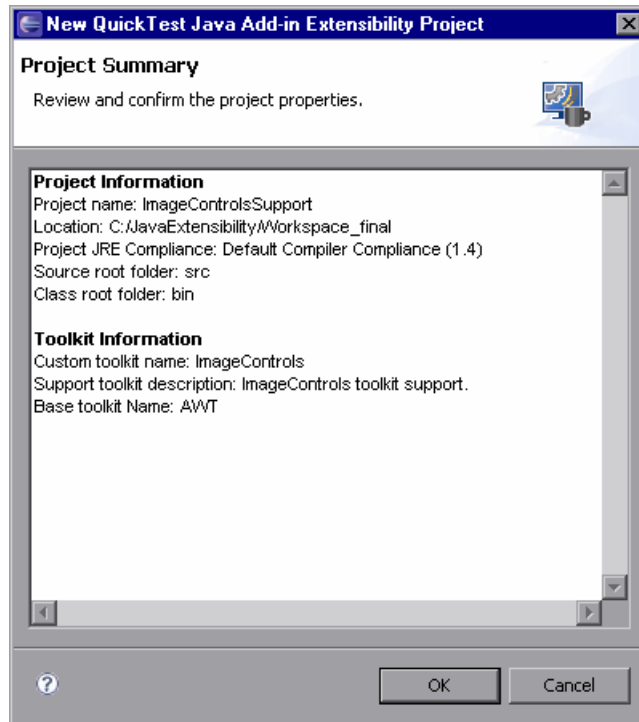 New QuickTest Java Add-in Extensibility Project
Project Summary
Review and confirm the project properties.
Project Information
Project name: ImageControlsSupport
Location: C:/JavaExtensibility/Workspace_final
Project JRE Compliance: Default Compiler Compliance (1.4)
Source root folder: src
Class root folder: bin
Toolkit Information
Custom toolkit name: ImageControls
Support toolkit description: ImageControls toolkit support.
Base toolkit Name: AWT
OK
Cancel